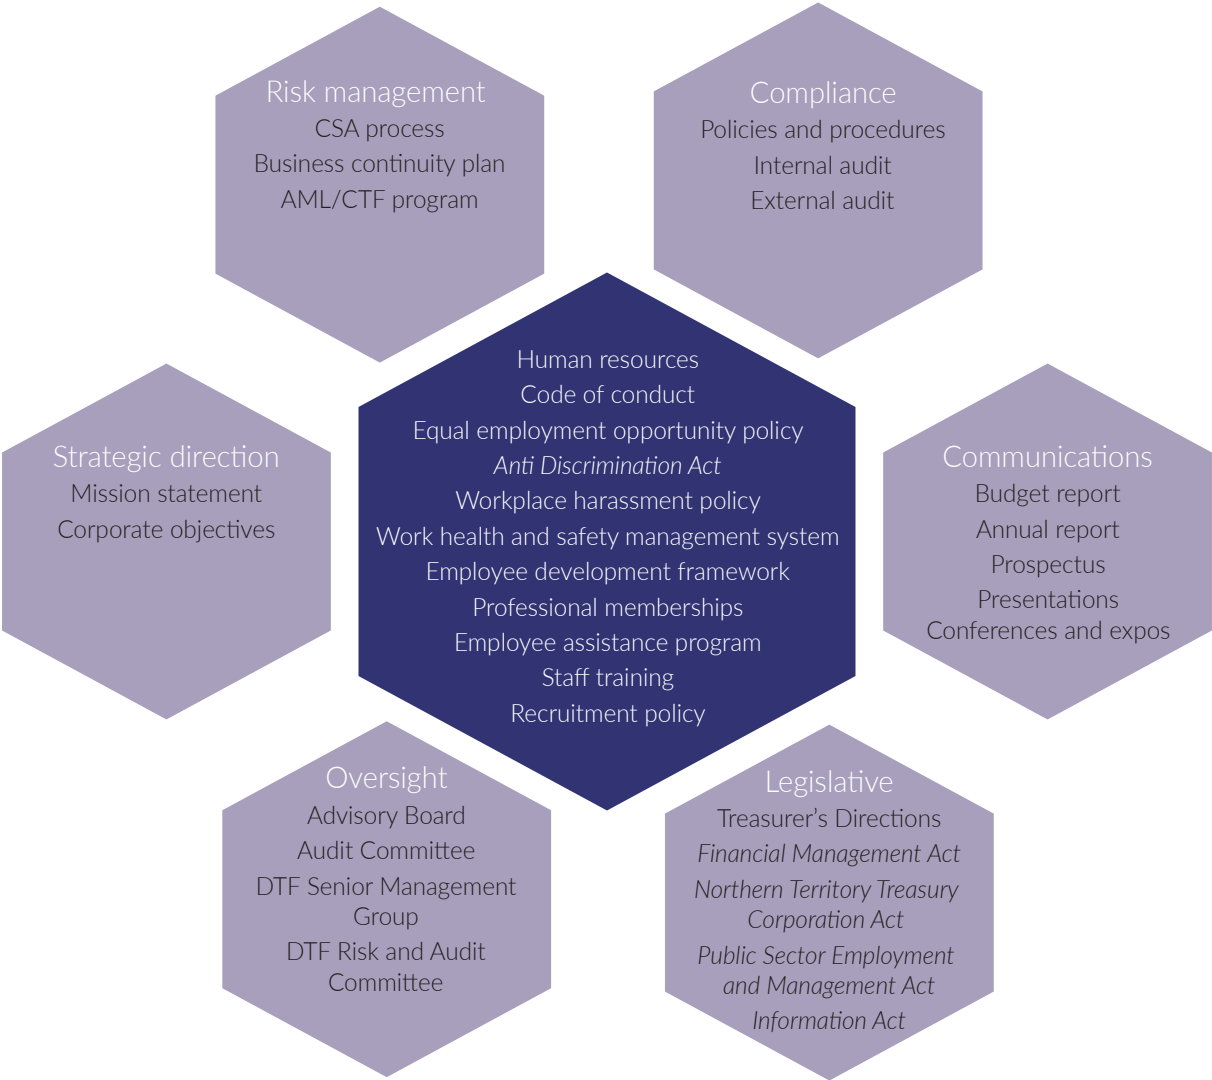 Risk management
CSA process
Business continuity plan
AML/CTF program
Compliance
Policies and procedures
Internal audit
External audit
Strategic direction
Mission statement
Corporate objectives
Human resources
Code of conduct
Equal employment opportunity policy
Anti Discrimination Act
Workplace harassment policy
Work health and safety management system
Employee development framework
Professional memberships
Employee assistance program
Staff training
Recruitment policy
Communications
Budget report
Annual report
Prospectus
Presentations
Conferences and expos
Oversight
Advisory Board
Audit Committee
DTF Senior Management
Group
DTF Risk and Audit
Committee
Legislative
Treasurer’s Directions
Financial Management Act
Northern Territory Treasury
Corporation Act
Public Sector Employment
and Management Act
Information Act